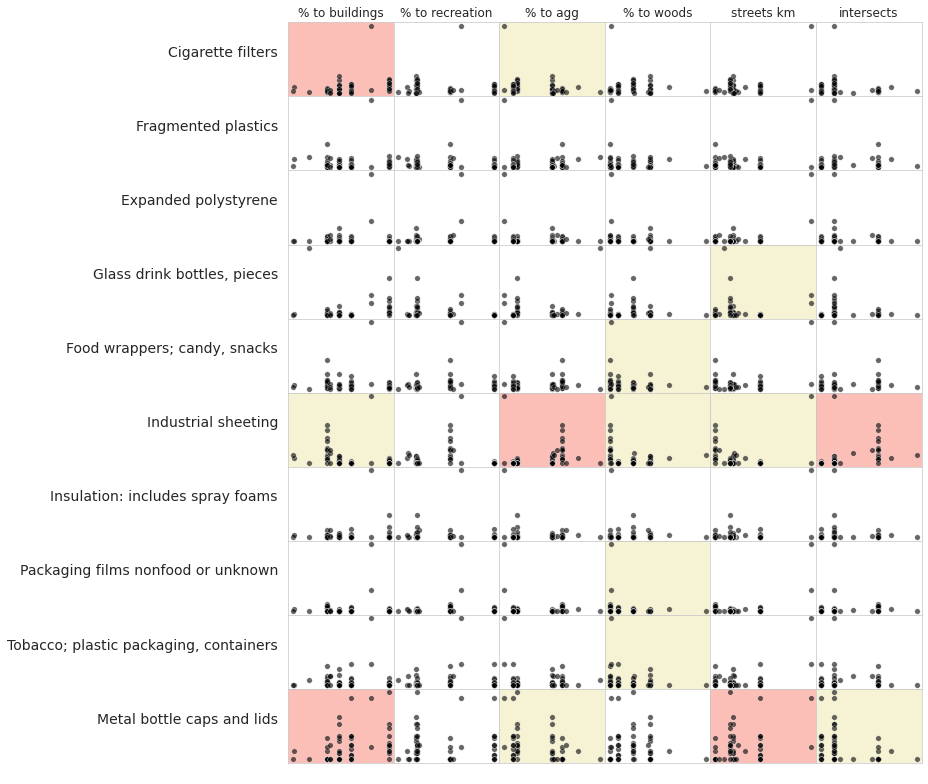 % to buildings % to recreation % to agg % to woods streets km intersects
Cigarette filters
Fragmented plastics
Expanded polystyrene
Glass drink bottles, pieces
Food wrappers; candy, snacks
Industrial sheeting
Insulation: includes spray foams
Packaging films nonfood or unknown
Tobacco; plastic packaging, containers
Metal bottle caps and lids